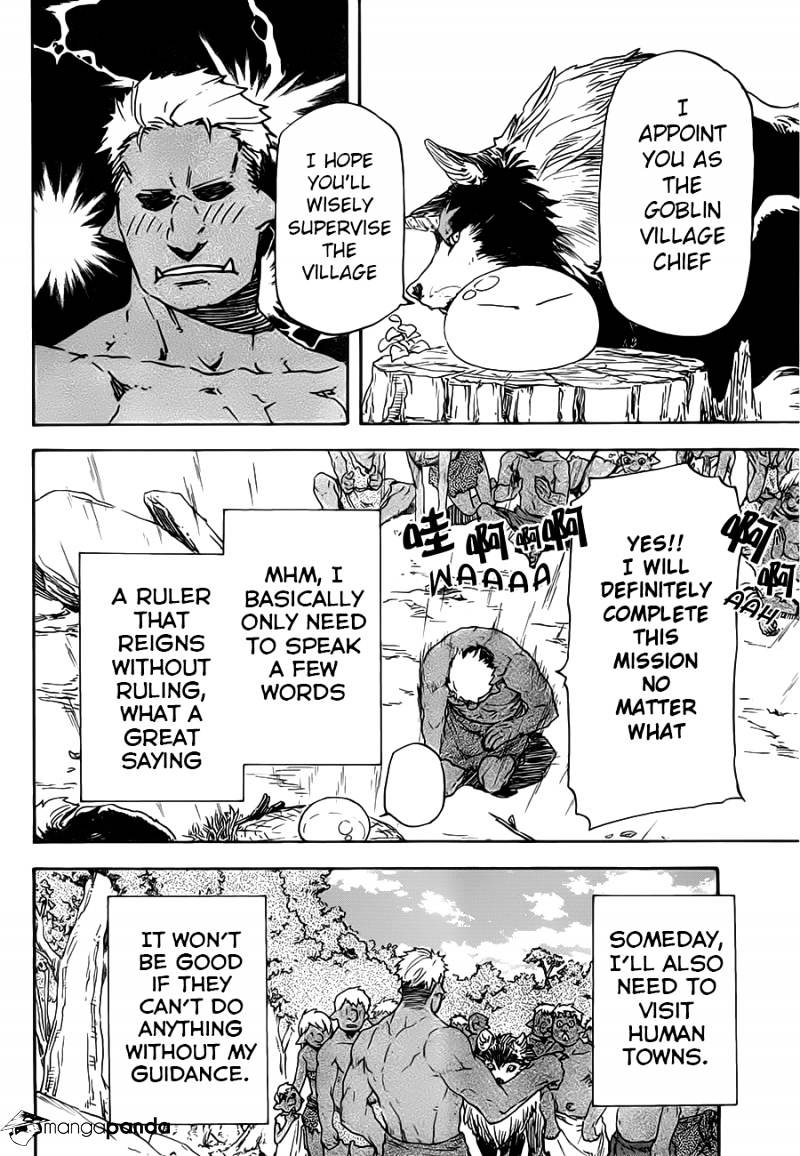 I
APPOINT
YOU AS
THE
GOBLIN
VILLAGE
CHIEF
I HOPE
YOU'LL
WISELY
SUPERVISE
THE
VILLAGE
啊
啊
AAH
YES!!
I WILL
DEFINITELY
COMPLETE
THIS
MISSION
NO
MATTER
WHAT
哇 啊 啊 啊
WAAAA
MHM, I
BASICALLY
ONLY NEED
TO SPEAK
A FEW
WORDS
A RULER
THAT
REIGNS
WITHOUT
RULING,
WHAT A
GREAT
SAYING
SOMEDAY,
I'LL ALSO
NEED TO
VISIT
HUMAN
TOWNS.
IT WON'T
BE GOOD
IF THEY
CAN'T DO
ANYTHING
WITHOUT MY
GUIDANCE.
mangapanda